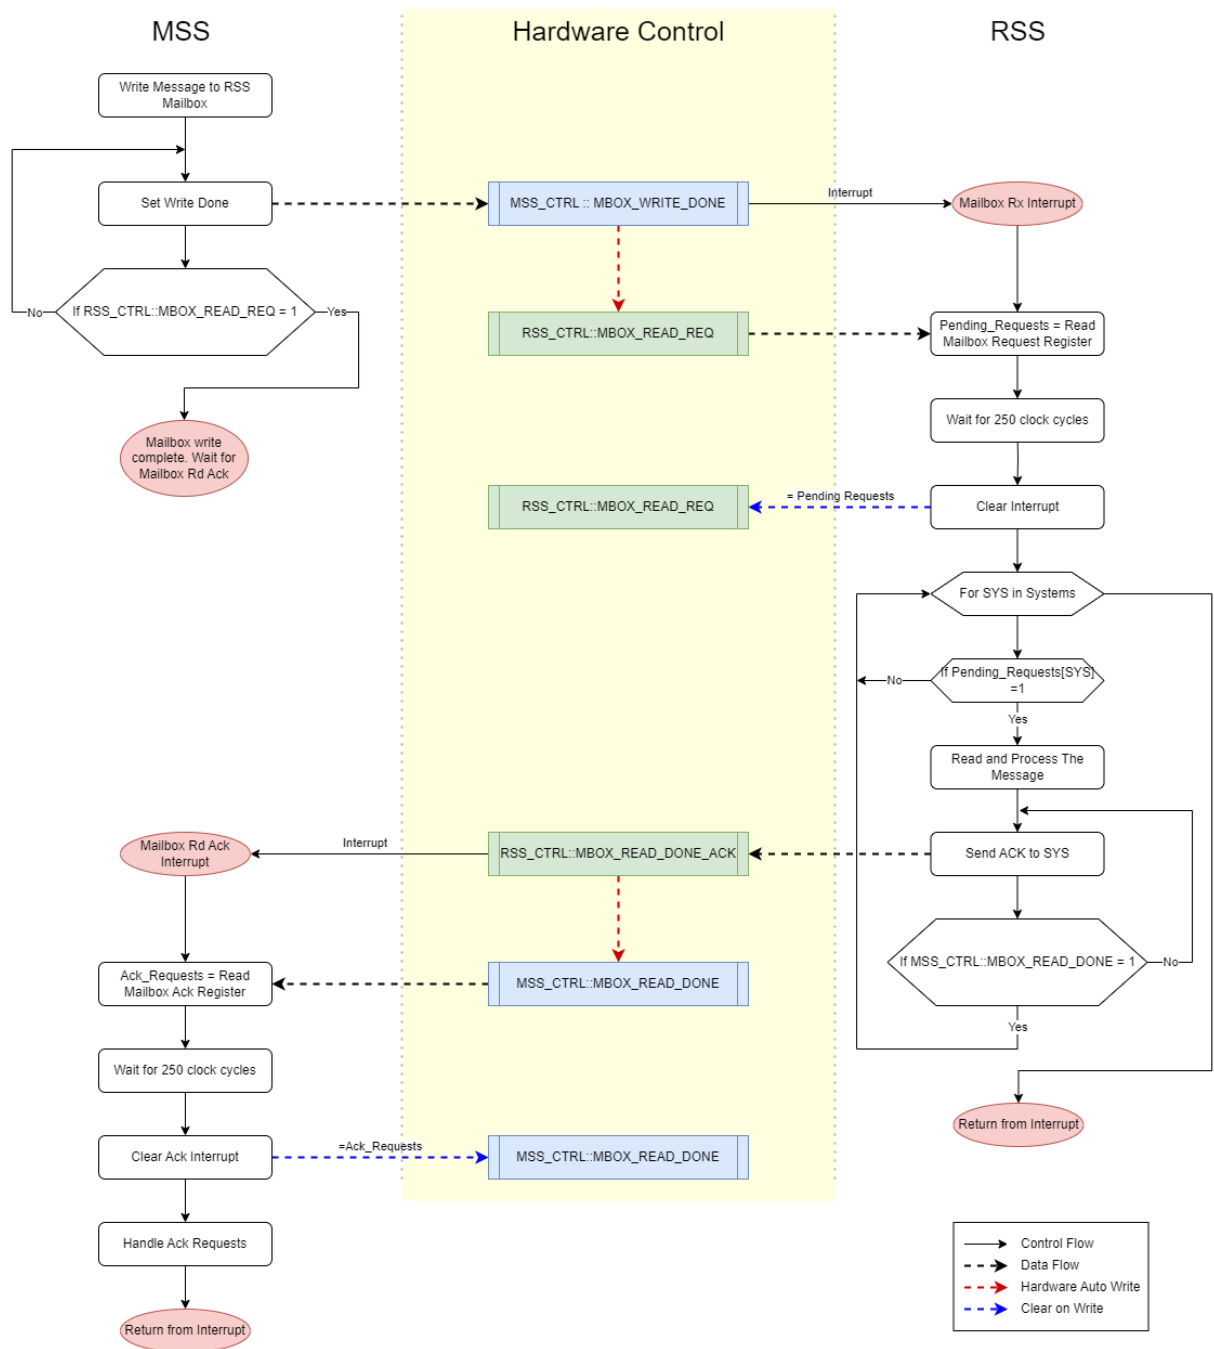 MSS
Hardware Control
RSS
Write Message to RSS
Mailbox
Set Write Done
MSS_CTRL :: MBOX_WRITE_DONE
Interrupt
Mailbox Rx Interrupt
No
If RSS_CTRL::MBOX_READ_REQ = 1
Yes
RSS_CTRL::MBOX_READ_REQ
Pending_Requests = Read
Mailbox Request Register
Mailbox write
complete. Wait for
Mailbox Rd Ack
Wait for 250 clock cycles
RSS_CTRL::MBOX_READ_REQ
= Pending Requests
Clear Interrupt
For SYS in Systems
If Pending_Requests[SYS]
=1
No
Yes
Read and Process The
Message
Mailbox Rd Ack
Interrupt
Interrupt
RSS_CTRL::MBOX_READ_DONE_ACK
Send ACK to SYS
If MSS_CTRL::MBOX_READ_DONE = 1
No
Yes
Ack_Requests = Read
Mailbox Ack Register
MSS_CTRL::MBOX_READ_DONE
Wait for 250 clock cycles
Return from Interrupt
Clear Ack Interrupt
=Ack_Requests
MSS_CTRL::MBOX_READ_DONE
Handle Ack Requests
Return from Interrupt
Control Flow
Data Flow
Hardware Auto Write
Clear on Write